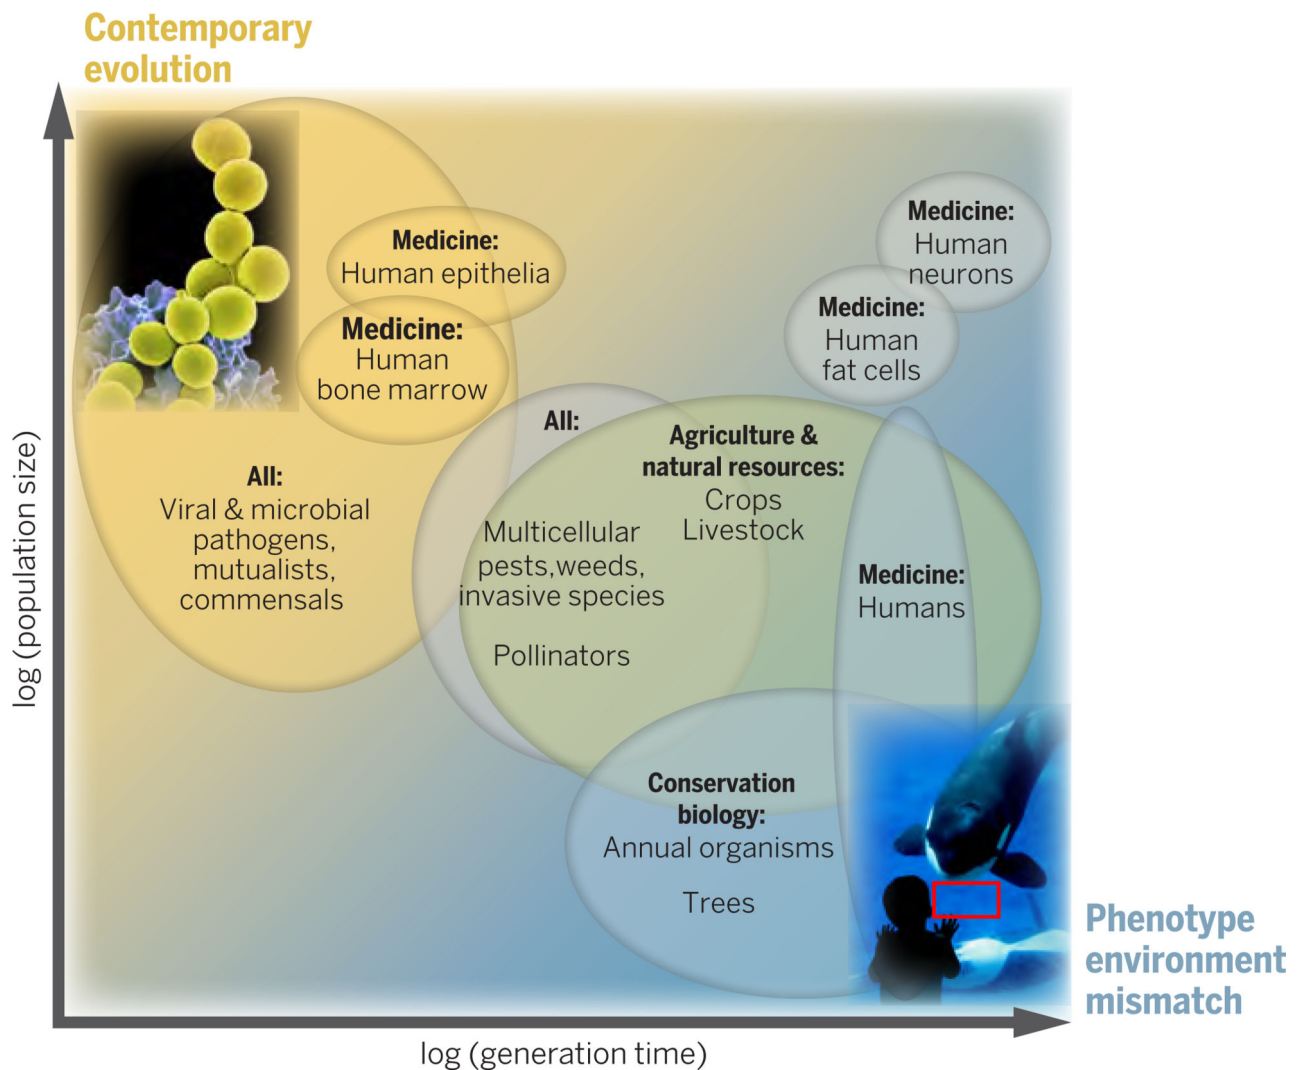 Contemporary
evolution
Medicine:
Human epithelia
Medicine:
Human
bone marrow
Medicine:
Human
neurons
Medicine:
Human
fat cells
All:
Viral & microbial
pathogens,
mutualists,
commensals
All:
Multicellular
pests,weeds,
invasive species
Pollinators
Agriculture &
natural resources:
Crops
Livestock
Medicine:
Humans
Conservation
biology:
Annual organisms
Trees
Phenotype
environment
mismatch
log (population size)
log (generation time)